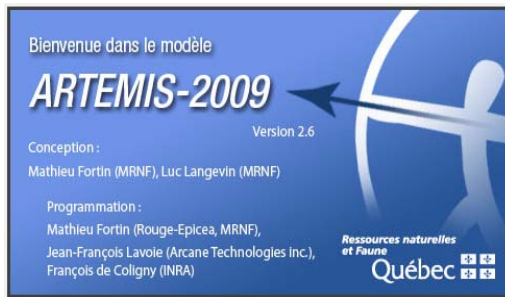 Bienvenue dans le modèle
ARTEMIS-2009
Version 2.6
Conception :
Mathieu Fortin (MRNF), Luc Langevin (MRNF)
Programmation :
Mathieu Fortin (Rouge-Epicea, MRNF),
Jean-François Lavoie (Arcane Technologies inc.),
François de Coligny (INRA)
Ressources naturelles
et Faune
Québec